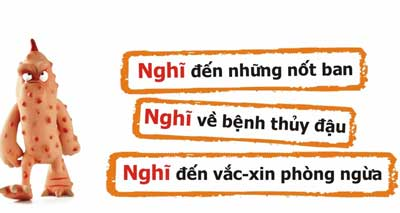 Nghĩ đến những nốt ban
Nghĩ về bệnh thủy đậu
Nghĩ đến vắc-xin phòng ngừa